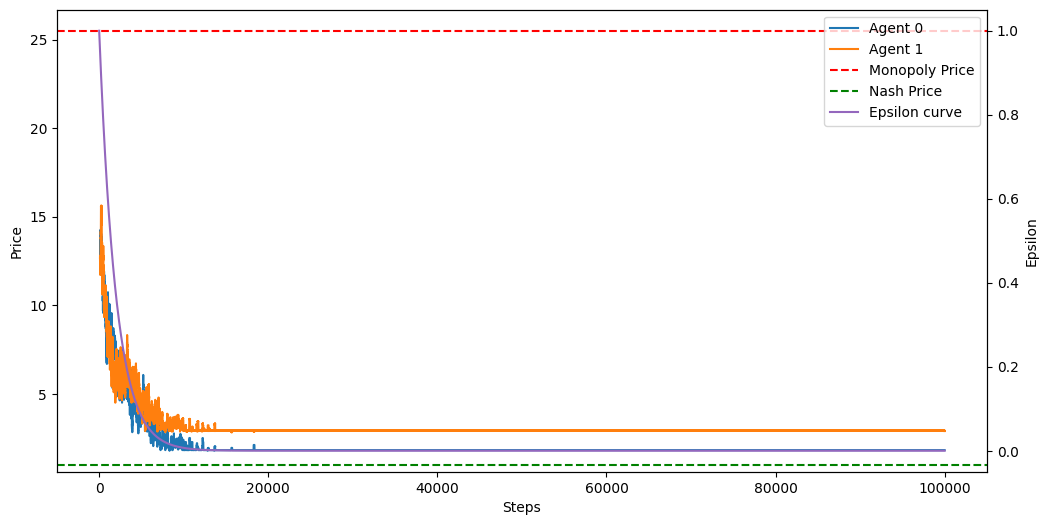 Agent 0
Agent 1
Monopoly Price
Nash Price
Epsilon curve
25
20
15
10
5
Price
1.0
0.8
0.6
0.4
0.2
0.0
Epsilon
0
20000
40000
60000
80000
100000
Steps